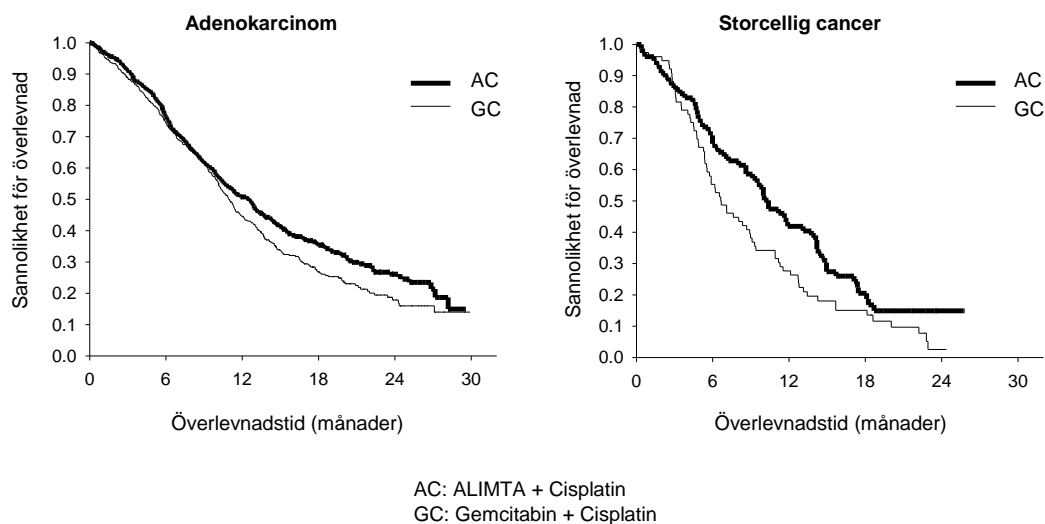 Adenokarcinom
Sannolikhet för överlevnad
1.0
0.9
0.8
0.7
0.6
0.5
0.4
0.3
0.2
0.1
0.0
0 6 12 18 24 30
Överlevnadstid (månader)
AC
GC
Storcellig cancer
Sannolikhet för överlevnad
1.0
0.9
0.8
0.7
0.6
0.5
0.4
0.3
0.2
0.1
0.0
0 6 12 18 24 30
Överlevnadstid (månader)
AC
GC
AC: ALIMTA + Cisplatin
GC: Gemcitabin + Cisplatin